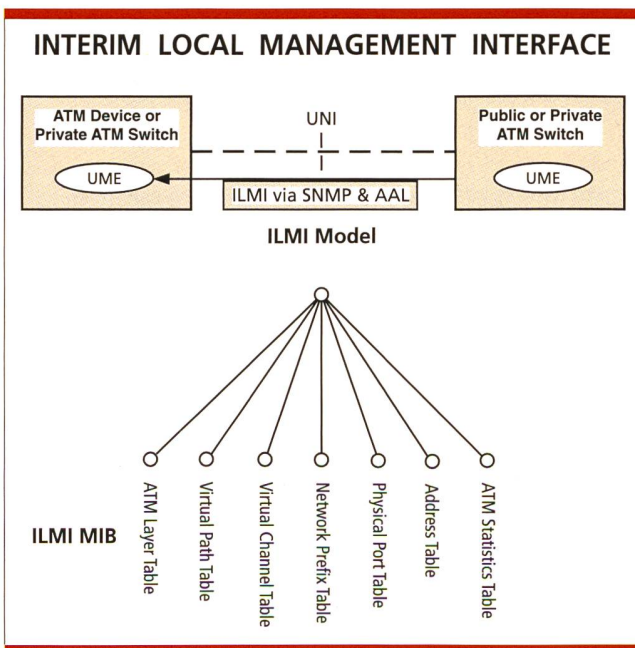 INTERIM LOCAL MANAGEMENT INTERFACE
ATM Device or
Private ATM Switch
UME
UNI
ILMI via SNMP & AAL
Public or Private
ATM Switch
UME
ILMI Model
ILMI MIB
ATM Layer Table
Virtual Path Table
Virtual Channel Table
Network Prefix Table
Physical Port Table
Address Table
ATM Statistics Table